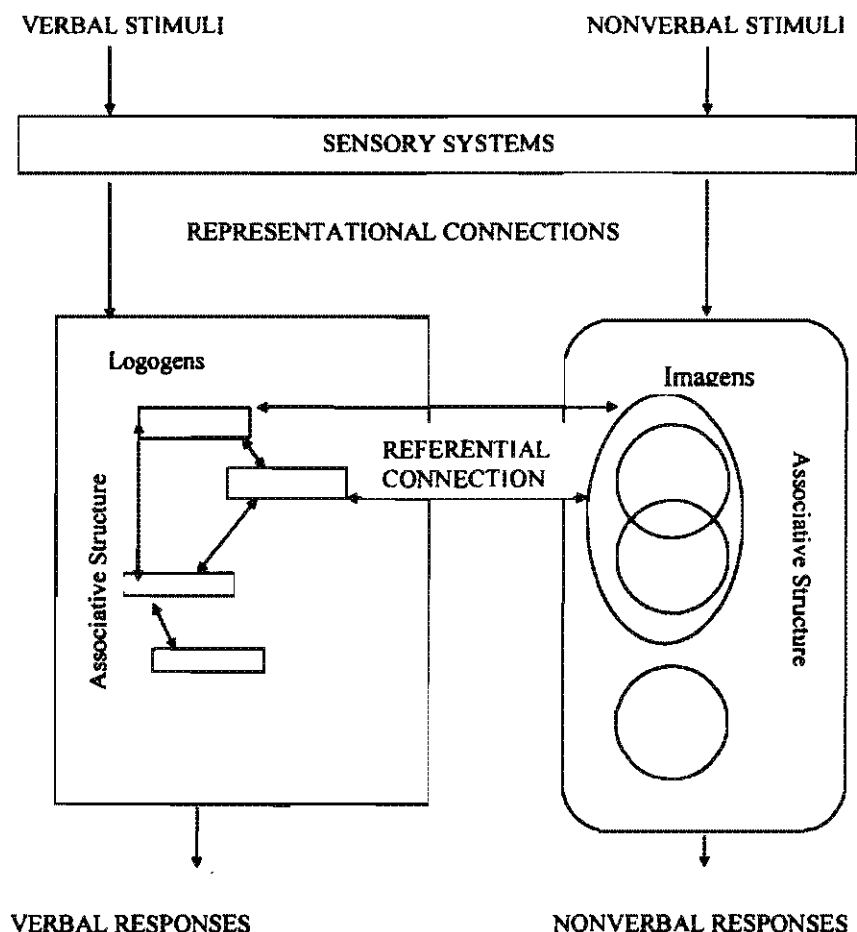 VERBAL STIMULI
NONVERBAL STIMULI
SENSORY SYSTEMS
REPRESENTATIONAL CONNECTIONS
Logogens
Imagens
REFERENTIAL
CONNECTION
Associative Structure
Associative Structure
VERBAL RESPONSES
NONVERBAL RESPONSES